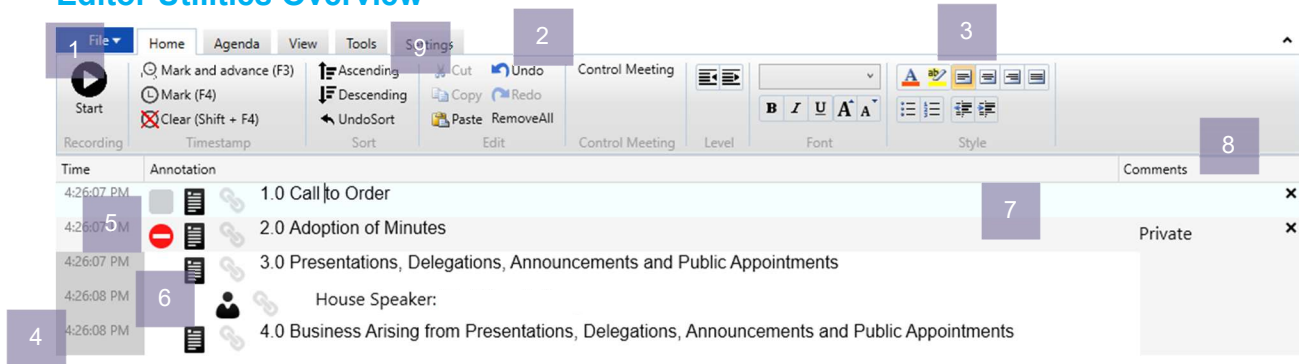 Editor Utilities Overview
1 2 3
File Home Agenda View Tools Settings 9
Mark and advance (F3) Ascending Cut Undo Control Meeting
Mark (F4) Descending Copy Redo
Start Clear (Shift + F4) UndoSort Paste RemoveAll B I U A A
Recording Timestamp Sort Edit Control Meeting Level Font Style 8
Time Annotation Comments
4:26:07 PM 1.0 Call to Order 7
4:26:07 PM 5 2.0 Adoption of Minutes Private
4:26:07 PM 3.0 Presentations, Delegations, Announcements and Public Appointments
4:26:08 PM 6 House Speaker:
4 4:26:08 PM 4.0 Business Arising from Presentations, Delegations, Announcements and Public Appointments